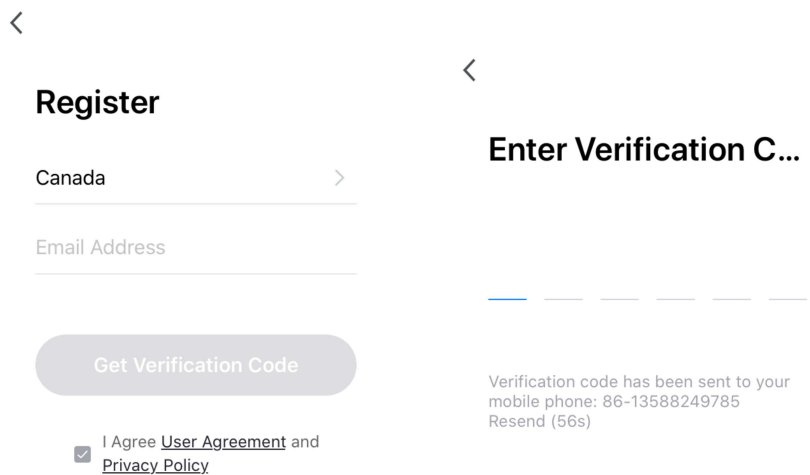 Register
Canada
Email Address
Get Verification Code
I Agree User Agreement and
Privacy Policy
Enter Verification C...
Verification code has been sent to your
mobile phone: 86-13588249785
Resend (56s)